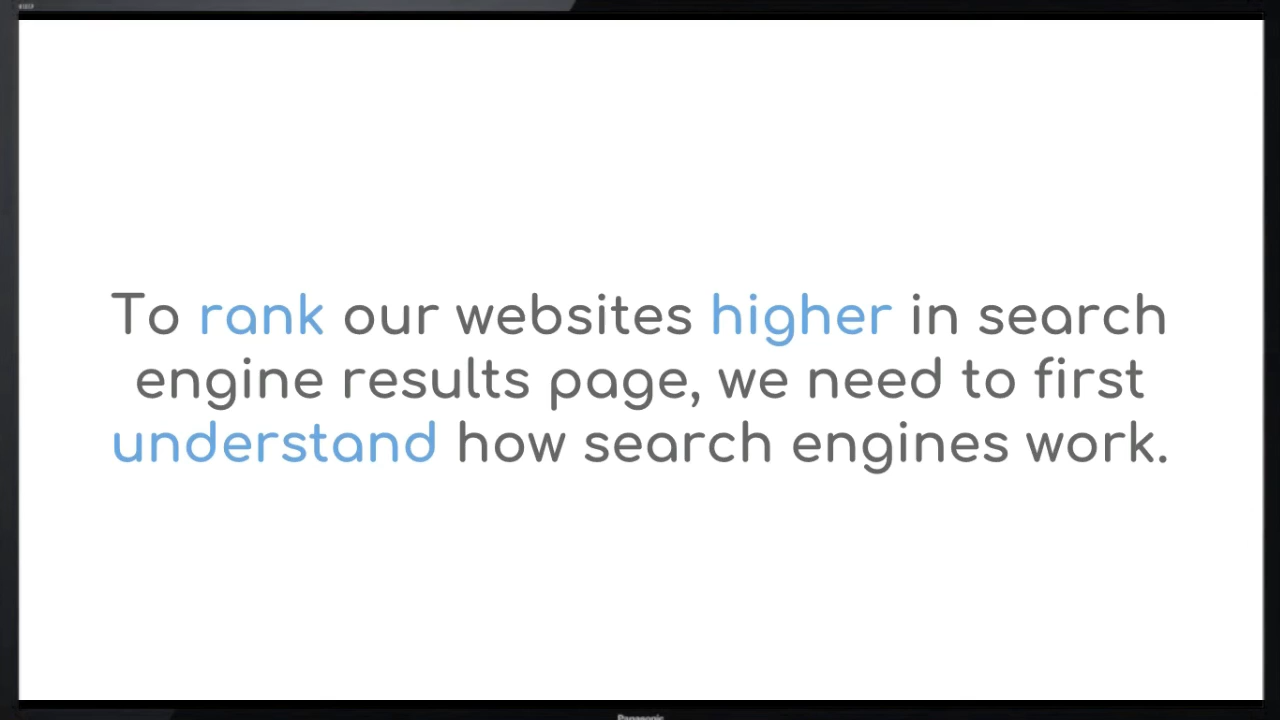 To rank our websites higher in search
engine results page, we need to first
understand how search engines work.
Panasonic